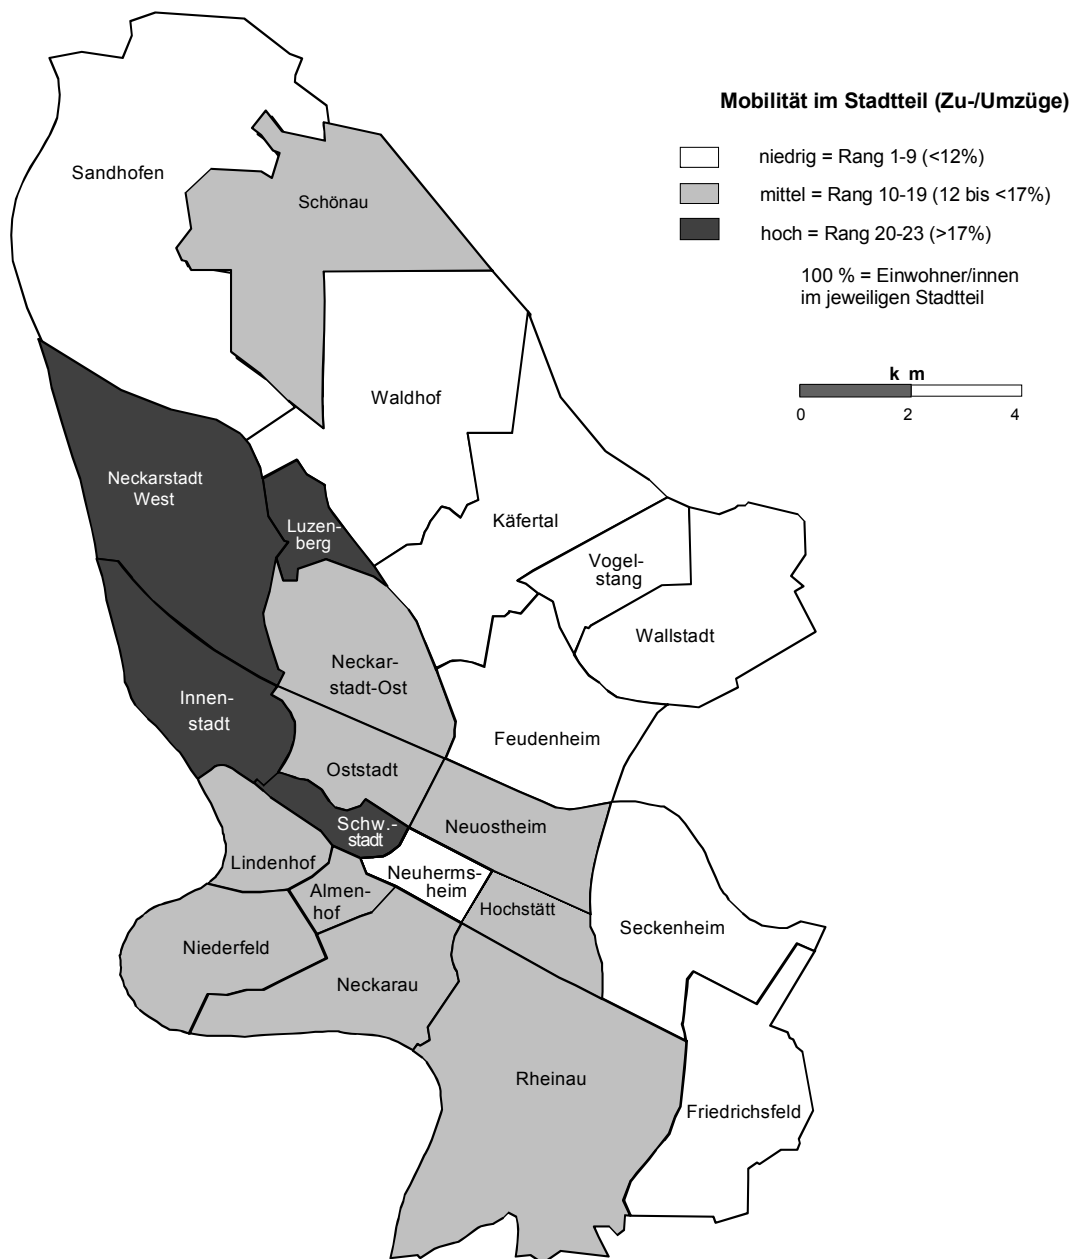 Mobilität im Stadtteil (Zu-/Umzüge)
niedrig = Rang 1-9 (<12%)
mittel = Rang 10-19 (12 bis <17%)
hoch = Rang 20-23 (>17%)
100 % = Einwohner/innen
im jeweiligen Stadtteil
k m
0 2 4
Sandhofen
Schönau
Waldhof
Neckarstadt
West
Luzen-
berg
Käfertal
Vogel-
stang
Wallstadt
Neckar-
stadt-Ost
Innen-
stadt
Feudenheim
Oststadt
Schw.-
stadt
Neuostheim
Lindenhof
Neuherms-
heim
Almen-
hof
Hochstätt
Seckenheim
Niederfeld
Neckarau
Rheinau
Friedrichsfeld